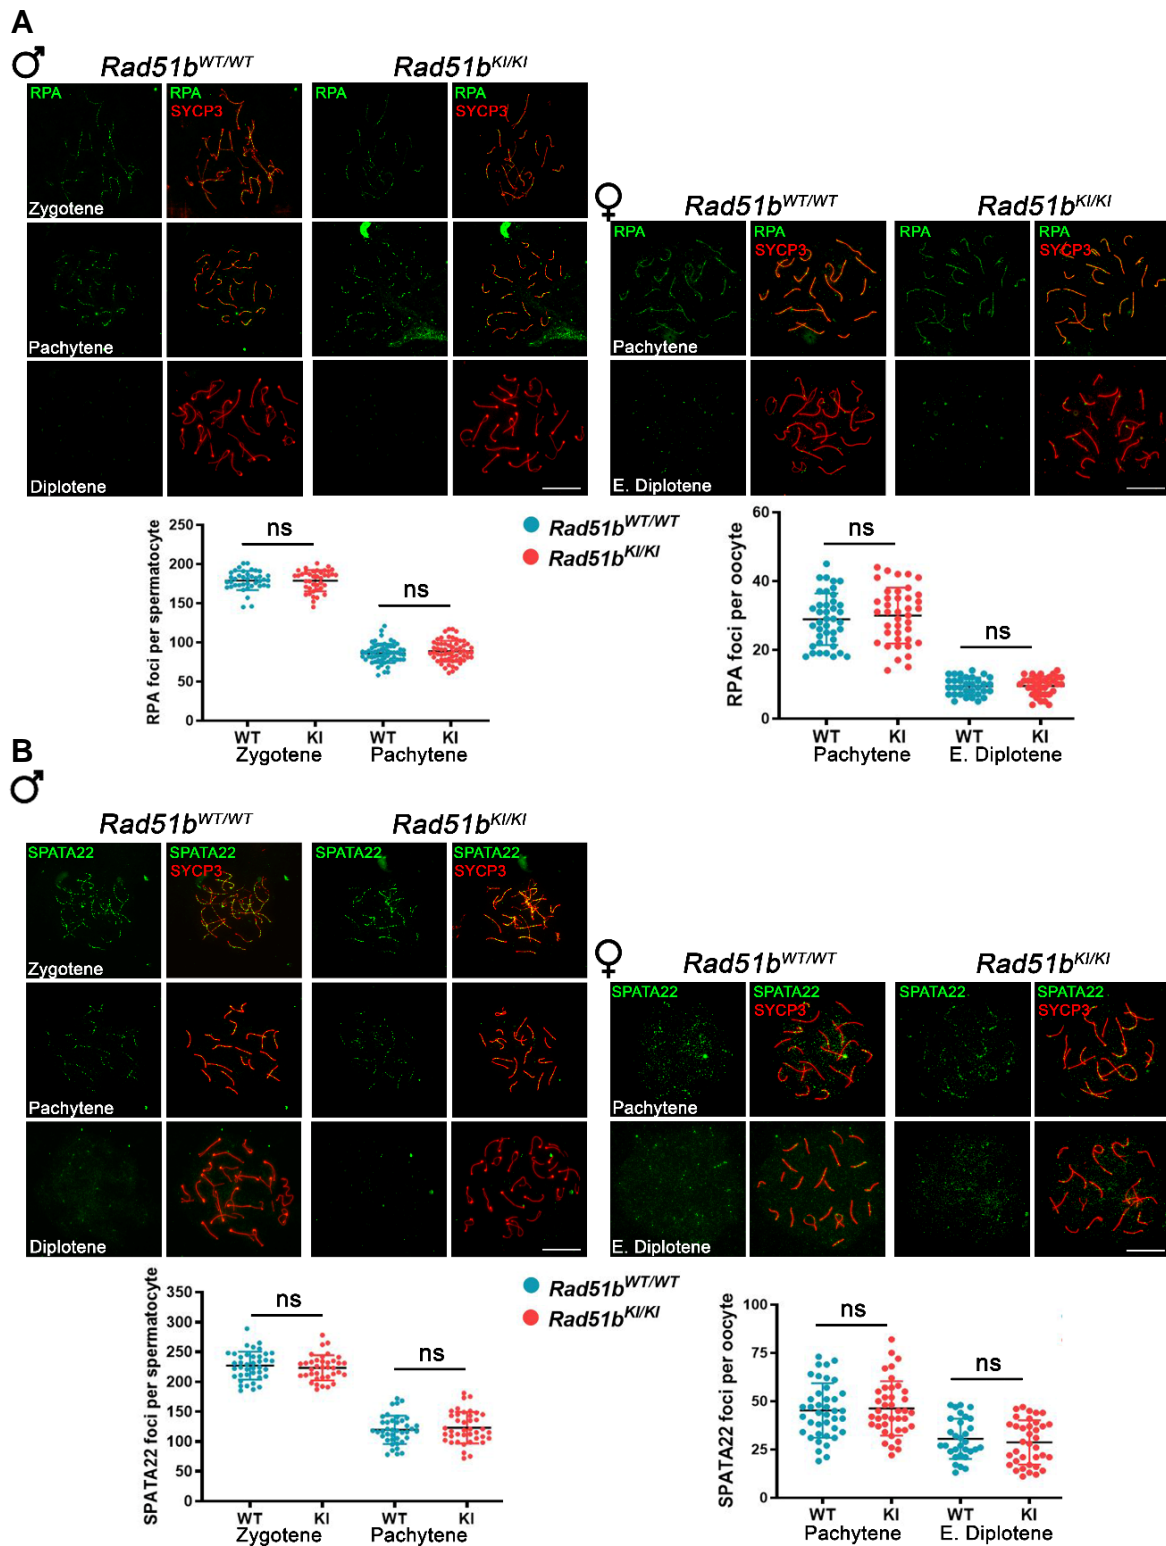 A
♂
Rad51b^WT/WT Rad51b^KI/KI
RPA RPA RPA RPA
SYCP3 SYCP3
Zygotene
Pachytene
Diplotene
♀
Rad51b^WT/WT Rad51b^KI/KI
RPA RPA RPA RPA
SYCP3 SYCP3
Pachytene
E. Diplotene
RPA foci per spermatocyte
250
200
150
100
50
0
ns
ns
WT KI WT KI
Zygotene Pachytene
Rad51b^WT/WT
Rad51b^KI/KI
RPA foci per oocyte
60
40
20
0
ns
ns
WT KI WT KI
Pachytene E. Diplotene
B
♂
Rad51b^WT/WT Rad51b^KI/KI
SPATA22 SPATA22 SPATA22 SPATA22
SYCP3 SYCP3
Zygotene
Pachytene
Diplotene
♀
Rad51b^WT/WT Rad51b^KI/KI
SPATA22 SPATA22 SPATA22 SPATA22
SYCP3 SYCP3
Pachytene
E. Diplotene
SPATA22 foci per spermatocyte
350
300
250
200
150
100
50
0
ns
ns
WT KI WT KI
Zygotene Pachytene
Rad51b^WT/WT
Rad51b^KI/KI
SPATA22 foci per oocyte
100
75
50
25
0
ns
ns
WT KI WT KI
Pachytene E. Diplotene